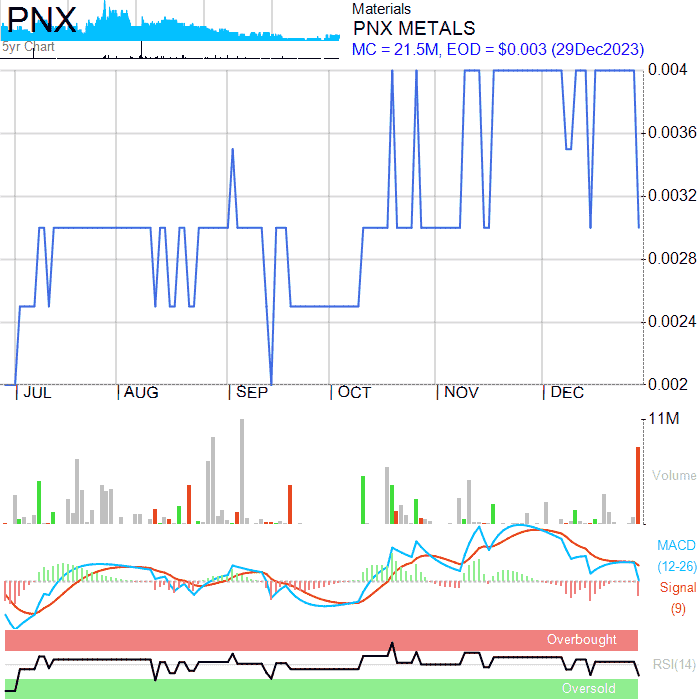 PNX
5yr Chart
Materials
PNX METALS
MC = 21.5M, EOD = $0.003 (29Dec2023)
0.004
0.0036
0.0032
0.0028
0.0024
0.002
JUL
AUG
SEP
OCT
NOV
DEC
11M
Volume
MACD
(12-26)
Signal
(9)
Overbought
RSI(14)
Oversold